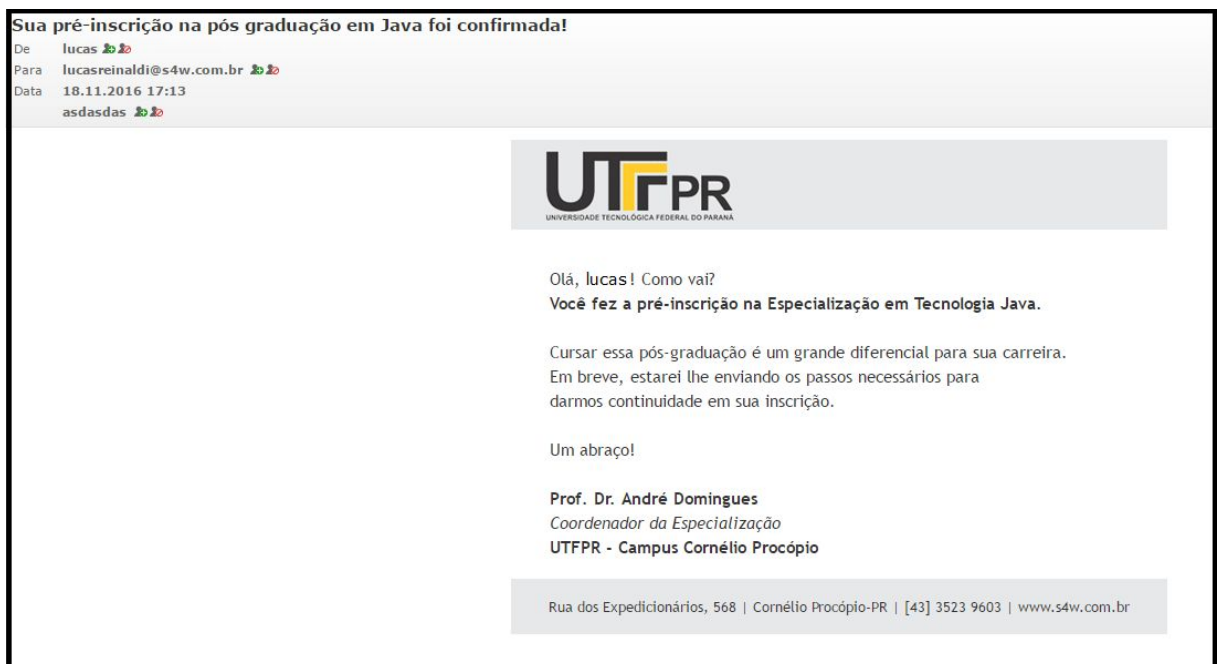 Sua pré-inscrição na pós graduação em Java foi confirmada!
De lucas
Para lucasreinaldi@s4w.com.br
Data 18.11.2016 17:13
asdasdas
UTFPR
UNIVERSIDADE TECNOLÓGICA FEDERAL DO PARANÁ
Olá, lucas! Como vai?
Você fez a pré-inscrição na Especialização em Tecnologia Java.
Cursar essa pós-graduação é um grande diferencial para sua carreira.
Em breve, estarei lhe enviando os passos necessários para
darmos continuidade em sua inscrição.
Um abraço!
Prof. Dr. André Domingues
Coordenador da Especialização
UTFPR - Campus Cornélio Procópio
Rua dos Expedicionários, 568 | Cornélio Procópio-PR | [43] 3523 9603 | www.s4w.com.br